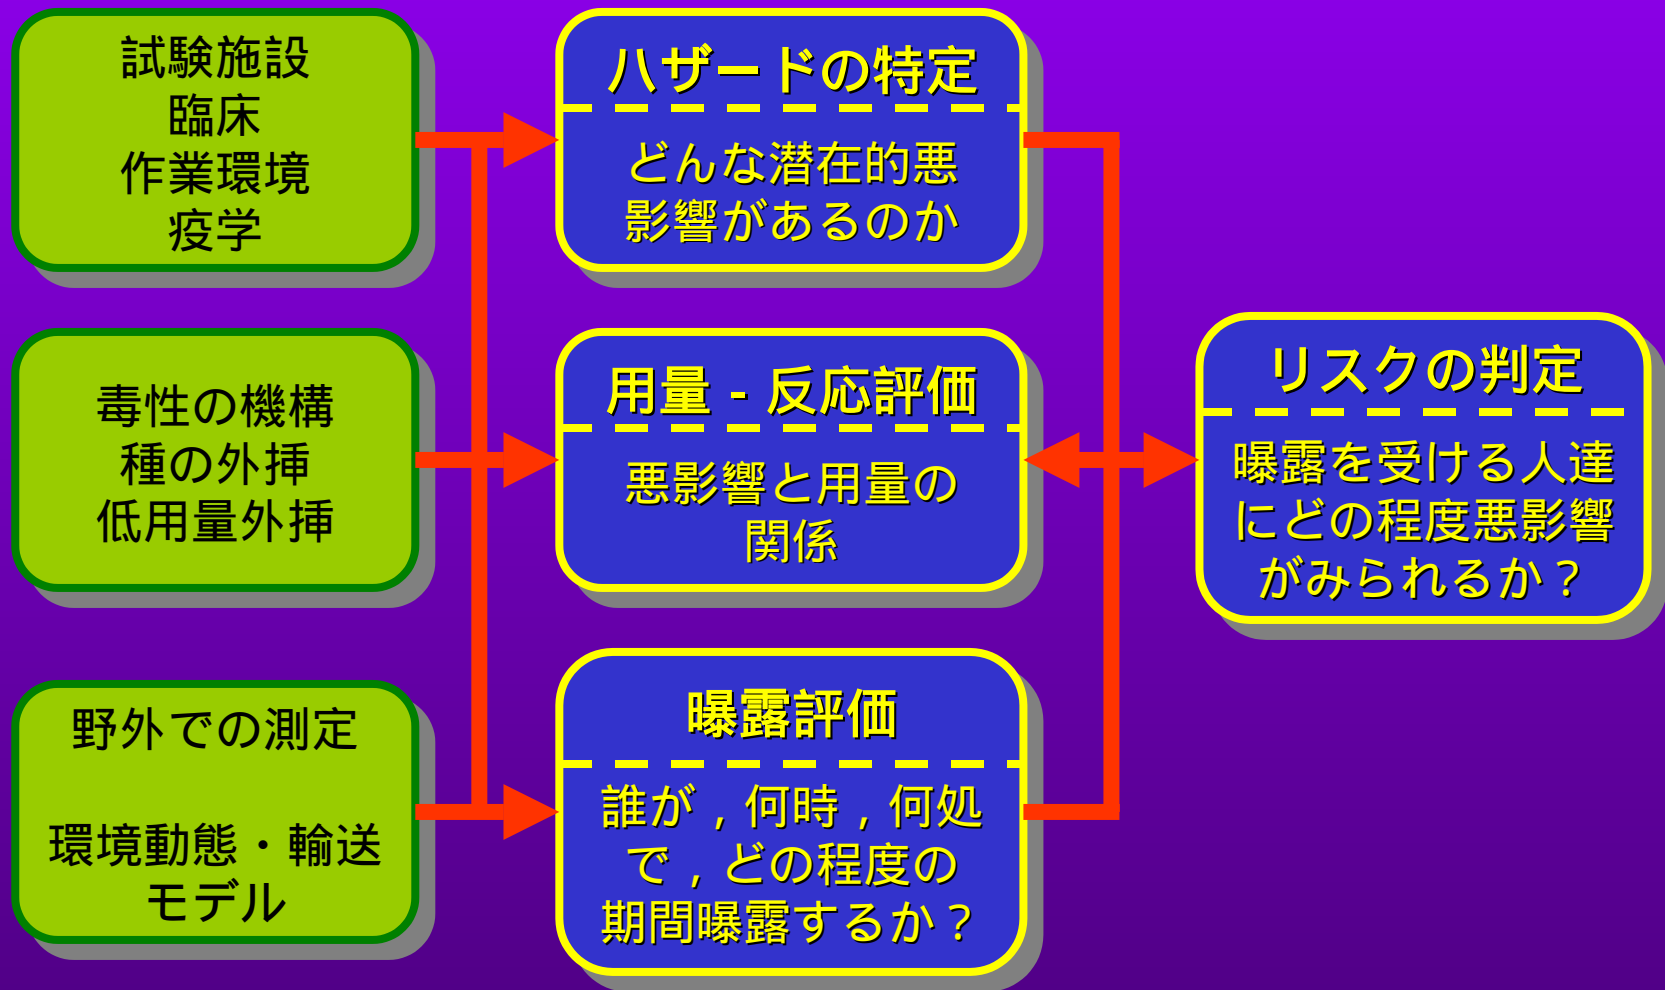 試験施設
臨床
作業環境
疫学
ハザードの特定
どんな潜在的悪
影響があるのか
毒性の機構
種の外挿
低用量外挿
用量 - 反応評価
悪影響と用量の
関係
野外での測定
環境動態・輸送
モデル
曝露評価
誰が，何時，何処
で，どの程度の
期間曝露するか？
リスクの判定
曝露を受ける人達
にどの程度悪影響
がみられるか？